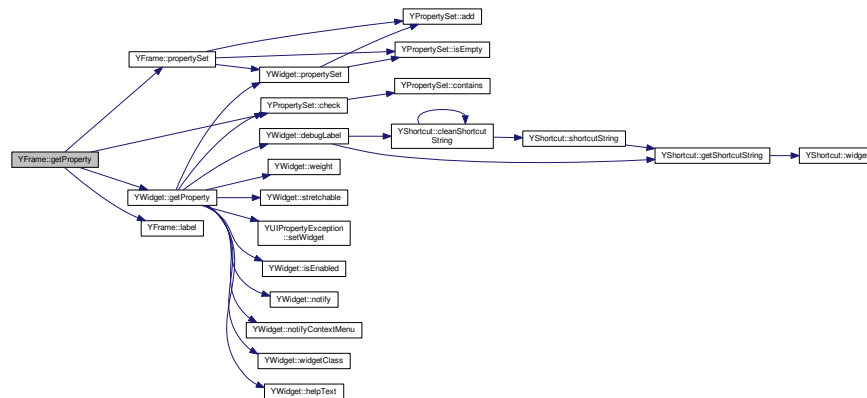 YPropertySet::add
YFrame::propertySet
YPropertySet::isEmpty
YWidget::propertySet
YPropertySet::contains
YPropertySet::check
YWidget::debugLabel
YShortcut::cleanShortcut
String
YShortcut::shortcutString
YShortcut::getShortcutString
YShortcut::widget
YFrame::getProperty
YWidget::weight
YWidget::getProperty
YWidget::stretchable
YFrame::label
YUIPropertyException
::setWidget
YWidget::isEnabled
YWidget::notify
YWidget::notifyContextMenu
YWidget::widgetClass
YWidget::helpText